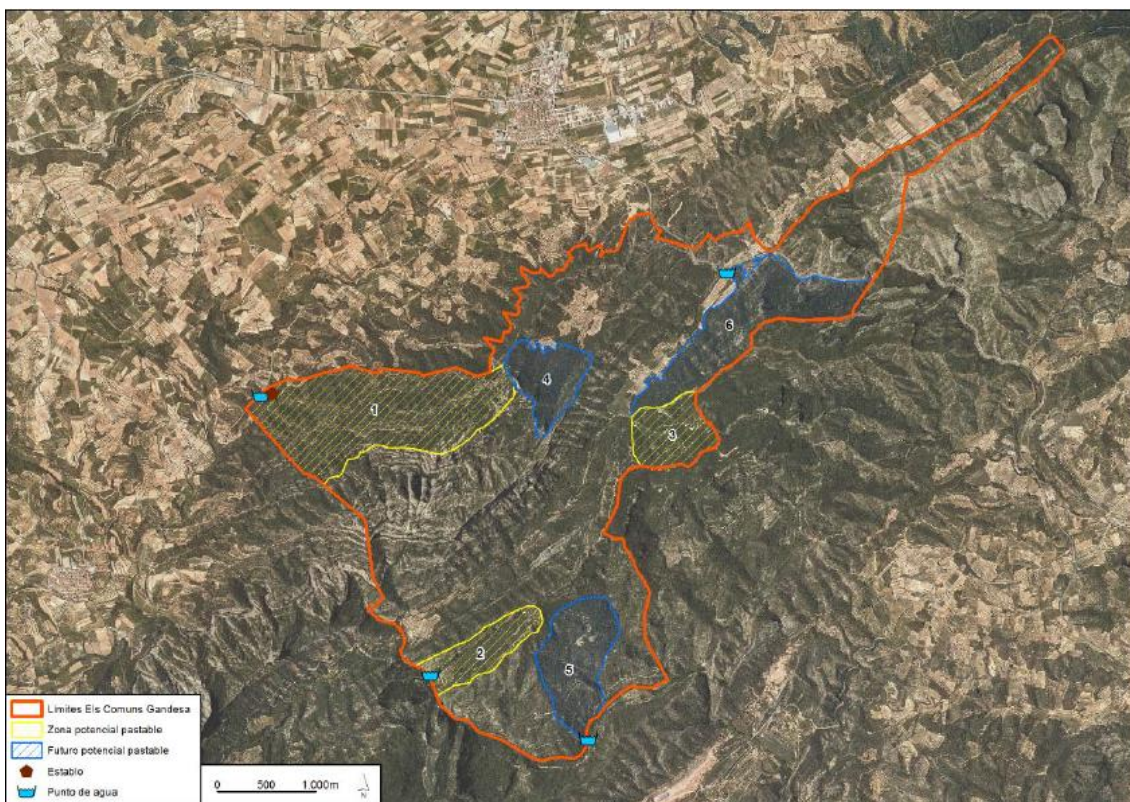 6
4
1
3
2
5
Límites Els Comuns Gandesa
Zona potencial pastable
Futuro potencial pastable
Establo
Punto de agua
0 500 1,000m
N